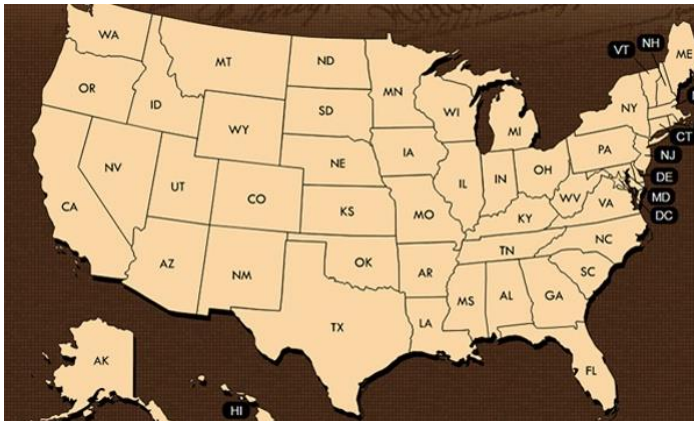 WA
MT
ND
MN
VT
NH
ME
OR
ID
WY
SD
WI
MI
NY
CT
NV
UT
CO
NE
IA
IL
IN
OH
PA
NJ
DE
MD
DC
CA
KS
MO
KY
WV
VA
AZ
NM
OK
AR
TN
NC
SC
TX
LA
MS
AL
GA
FL
AK
HI